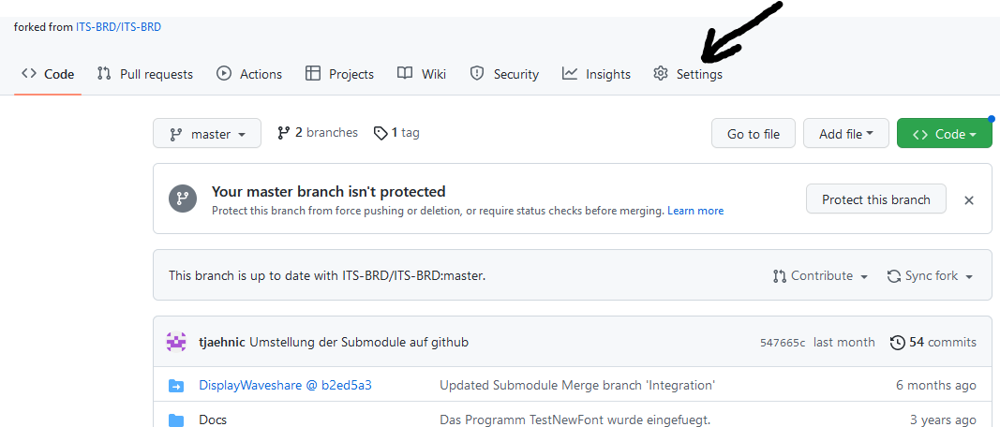 forked from ITS-BRD/ITS-BRD
Code Pull requests Actions Projects Wiki Security Insights Settings
master 2 branches 1 tag Go to file Add file Code
Your master branch isn't protected
Protect this branch from force pushing or deletion, or require status checks before merging. Learn more
Protect this branch
This branch is up to date with ITS-BRD/ITS-BRD:master. Contribute Sync fork
tjaehnic Umstellung der Submodule auf github 547665c last month 54 commits
DisplayWaveshare @ b2ed5a3 Updated Submodule Merge branch 'Integration' 6 months ago
Docs Das Programm TestNewFont wurde eingefuegt. 3 years ago